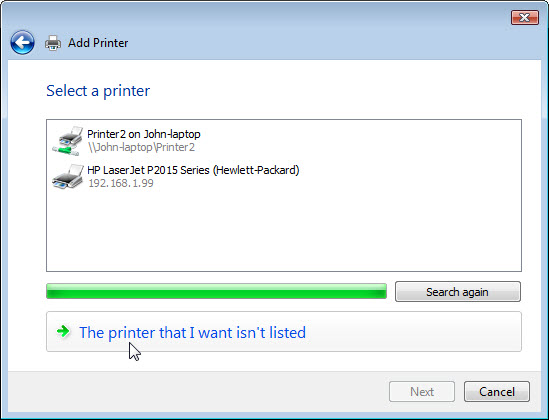 Add Printer
Select a printer
Printer2 on John-laptop
\\John-laptop\Printer2
HP LaserJet P2015 Series (Hewlett-Packard)
192.168.1.99
Search again
The printer that I want isn't listed
Next
Cancel